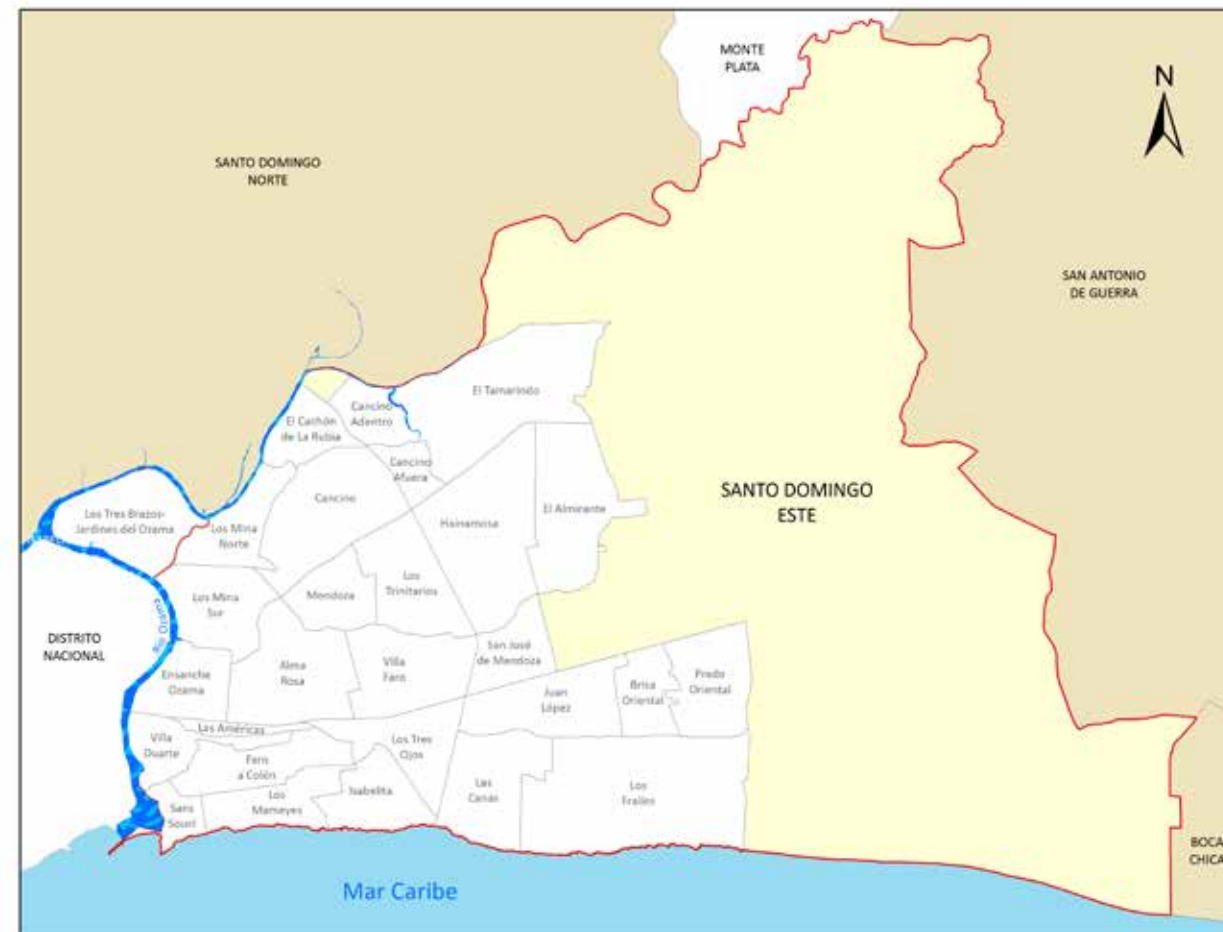 MONTE
PLATA
N
SANTO DOMINGO
NORTE
SAN ANTONIO
DE GUERRA
El Tamarindo
Cancino
Adentro
El Cachón
de La Rubia
Cancino
Afuera
Cancino
Hainamosa
El Almirante
SANTO DOMINGO
ESTE
Los Tres Brazos-
Jardines del Ozama
Los Mina
Norte
Los Mina
Sur
Mendoza
Los
Trinitarios
Río Ozama
DISTRITO
NACIONAL
Ensanche
Ozama
Alma
Rosa
Villa
Faro
San José
de Mendoza
Juan
López
Brisa
Oriental
Prado
Oriental
Villa
Duarte
Las Américas
Los Tres
Ojos
Faro
a Colón
Isabelita
Los
Mameyes
Sans
Souci
Las
Canas
Los
Frailes
BOCA
CHICA
Mar Caribe